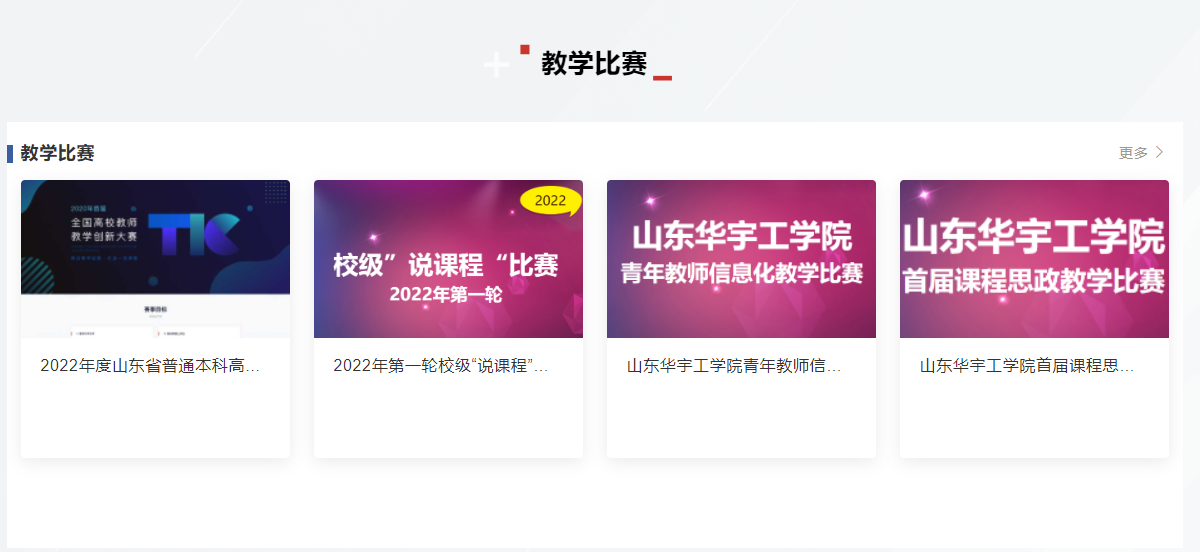 教学比赛
教学比赛
更多
2020年首届
全国高校教师
教学创新大赛
赛事目标
2022年度山东省普通本科高...
2022
校级”说课程“比赛
2022年第一轮
2022年第一轮校级“说课程”...
山东华宇工学院
青年教师信息化教学比赛
山东华宇工学院青年教师信...
山东华宇工学院
首届课程思政教学比赛
山东华宇工学院首届课程思...